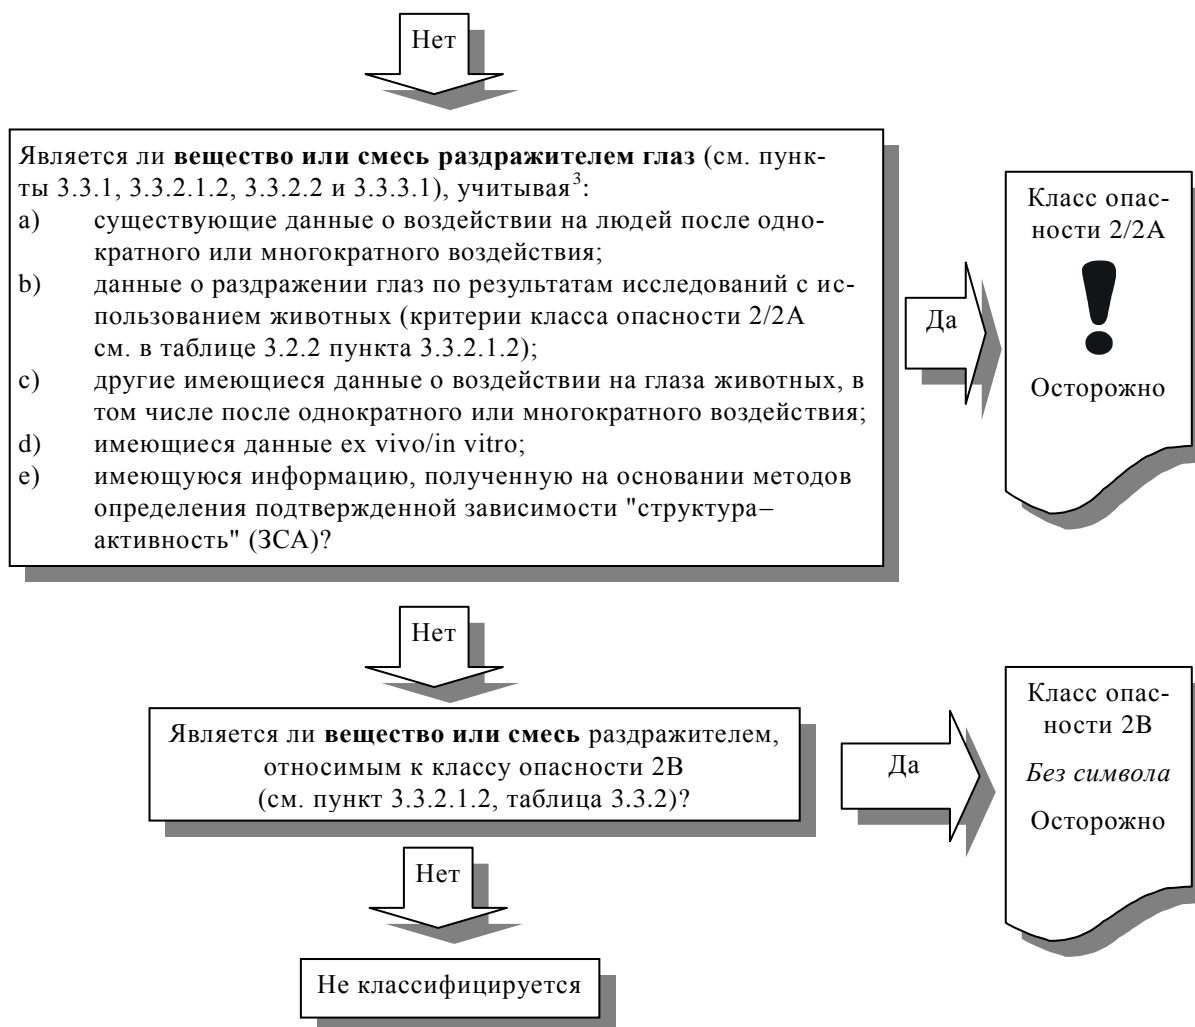 Нет
Является ли вещество или смесь раздражителем глаз (см. пунк-
ты 3.3.1, 3.3.2.1.2, 3.3.2.2 и 3.3.3.1), учитывая³:
a) существующие данные о воздействии на людей после одно-
кратного или многократного воздействия;
b) данные о раздражении глаз по результатам исследований с ис-
пользованием животных (критерии класса опасности 2/2A
см. в таблице 3.2.2 пункта 3.3.2.1.2);
c) другие имеющиеся данные о воздействии на глаза животных, в
том числе после однократного или многократного воздействия;
d) имеющиеся данные ex vivo/in vitro;
e) имеющуюся информацию, полученную на основании методов
определения подтвержденной зависимости "структура–
активность" (ЗСА)?
Да
Класс опас-
ности 2/2A
Осторожно
Нет
Является ли вещество или смесь раздражителем,
относимым к классу опасности 2B
(см. пункт 3.3.2.1.2, таблица 3.3.2)?
Да
Класс опас-
ности 2B
Без символа
Осторожно
Нет
Не классифицируется